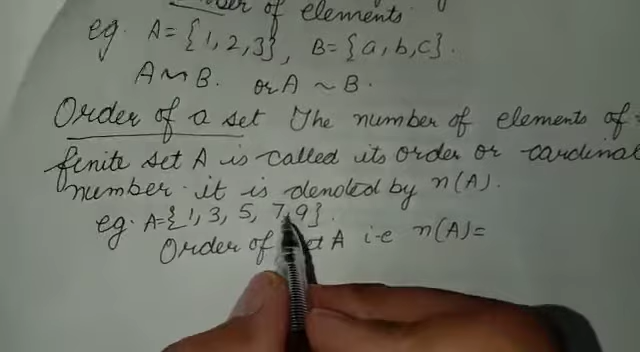 of elements
eg. A = {1, 2, 3}, B = {a, b, c}.
A ~ B. or A ~ B.
Order of a set The number of elements of
finite set A is called its order or cardinal
number. it is denoted by n(A).
eg. A = {1, 3, 5, 7, 9}.
Order of A i.e n(A) =